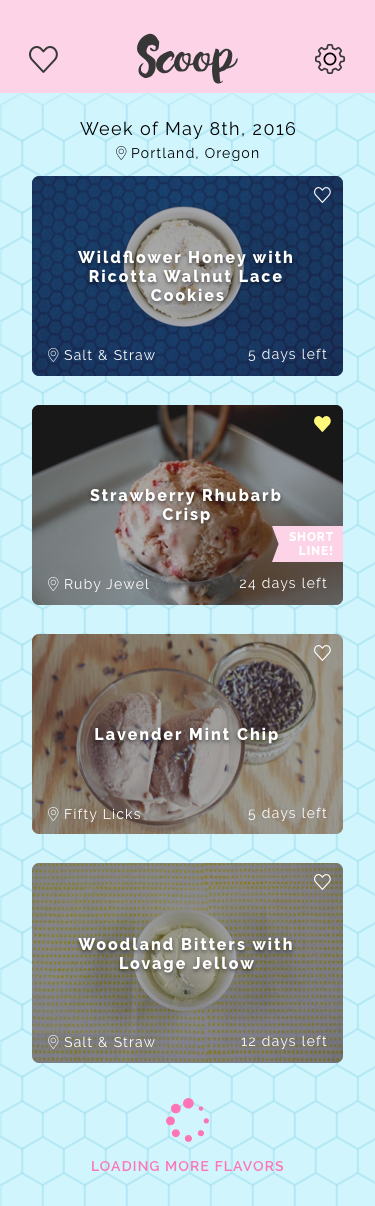 Scoop
Week of May 8th, 2016
Portland, Oregon
Wildflower Honey with
Ricotta Walnut Lace
Cookies
Salt & Straw
5 days left
Strawberry Rhubarb
Crisp
SHORT
LINE!
Ruby Jewel
24 days left
Lavender Mint Chip
Fifty Licks
5 days left
Woodland Bitters with
Lovage Jellow
Salt & Straw
12 days left
LOADING MORE FLAVORS